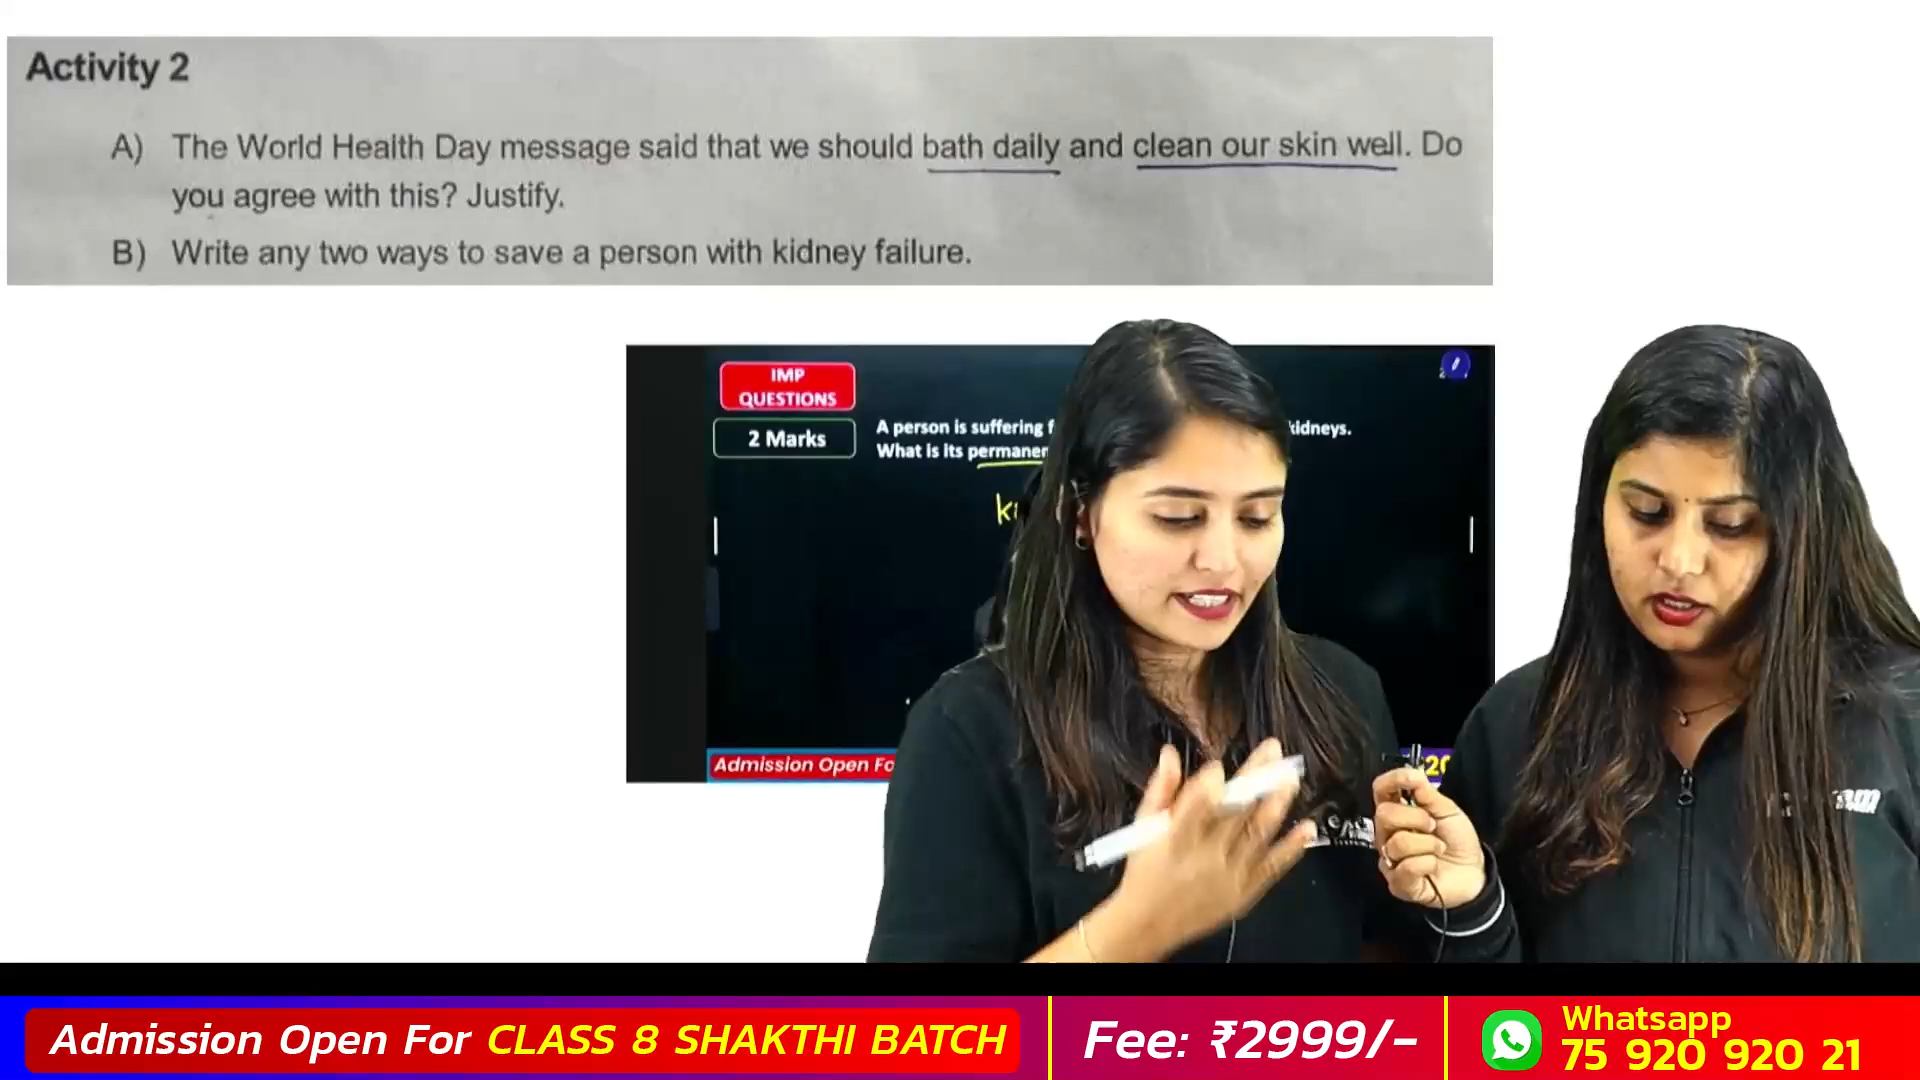 Activity 2
A) The World Health Day message said that we should bath daily and clean our skin well. Do
you agree with this? Justify.
B) Write any two ways to save a person with kidney failure.
IMP
QUESTIONS
2 Marks
A person is suffering kidneys.
What is its
Admission Open
Admission Open For CLASS 8 SHAKTHI BATCH
Fee: ₹2999/-
Whatsapp
75 920 920 21